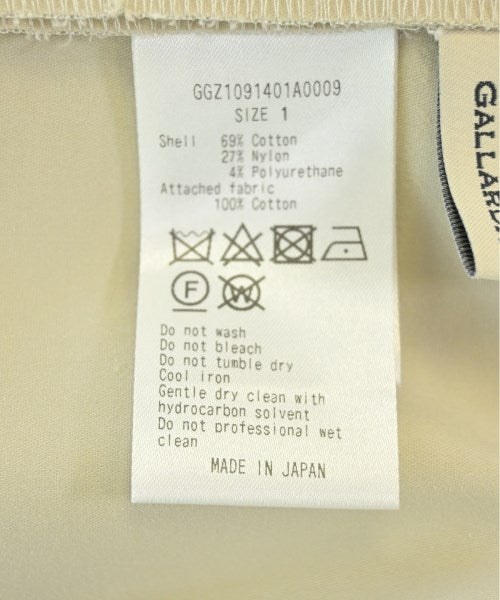 GGZ1091401A0009
SIZE 1
Shell 69% Cotton
27% Nylon
4% Polyurethane
Attached fabric
100% Cotton
F W
Do not wash
Do not bleach
Do not tumble dry
Cool iron
Gentle dry clean with
hydrocarbon solvent
Do not professional wet
clean
MADE IN JAPAN